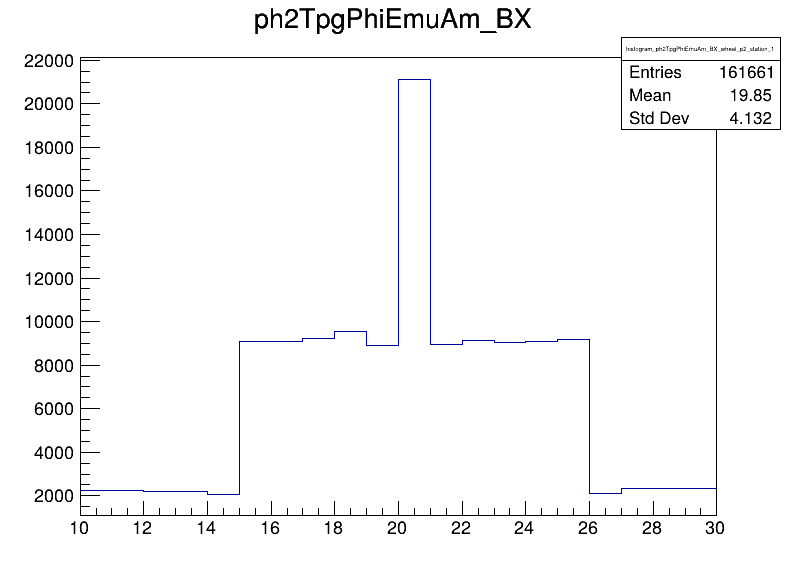 ph2TpgPhiEmuAm_BX
histogram_ph2TpgPhiEmuAm_BX_wheel_p2_station_1
Entries 161661
Mean 19.85
Std Dev 4.132
22000
20000
18000
16000
14000
12000
10000
8000
6000
4000
2000
10 12 14 16 18 20 22 24 26 28 30